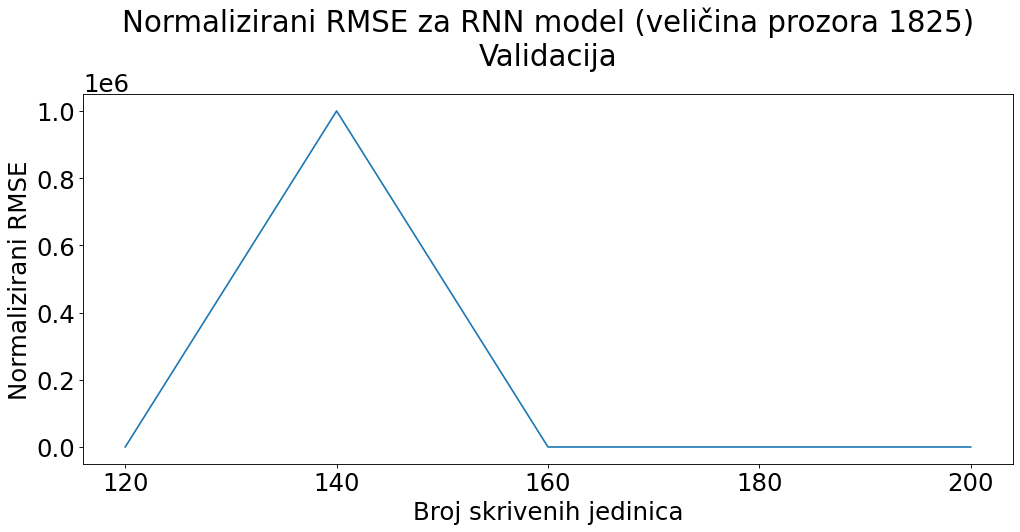 Normalizirani RMSE za RNN model (veličina prozora 1825)
Validacija
1e6
1.0
0.8
0.6
0.4
0.2
0.0
Normalizirani RMSE
120 140 160 180 200
Broj skrivenih jedinica